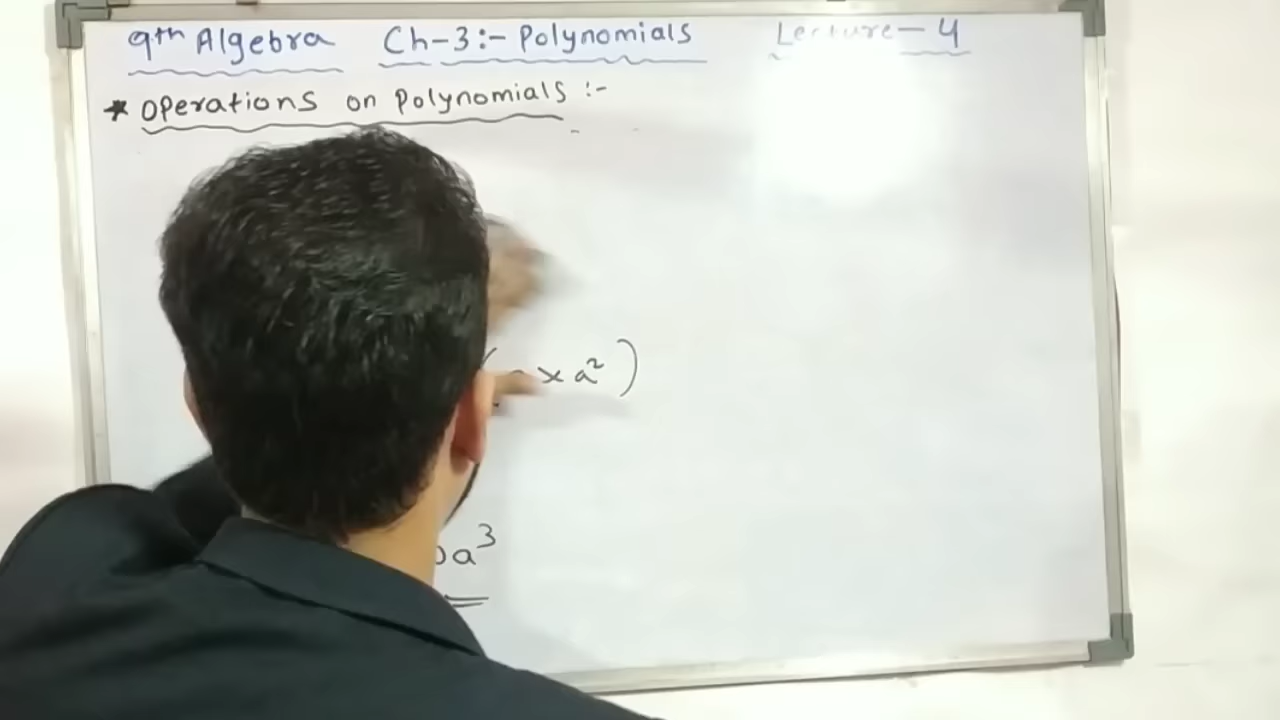 9th Algebra Ch-3:- Polynomials Lecture-4
* Operations on Polynomials :-
× a²)
a³